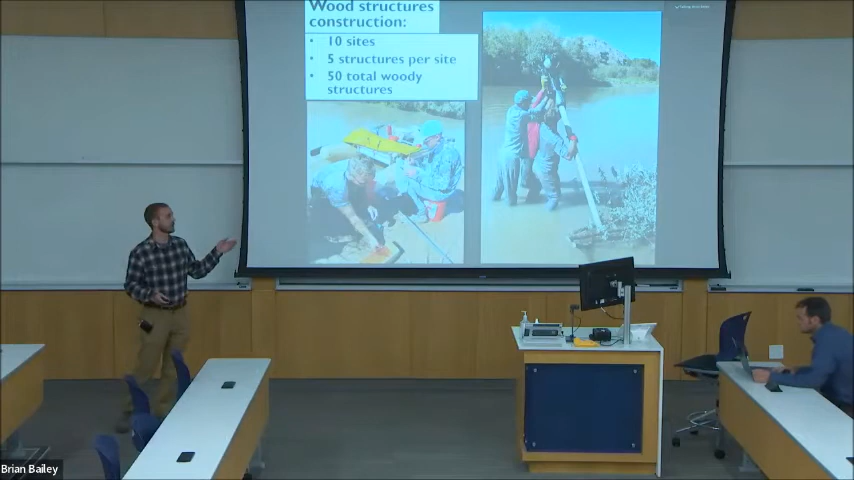 Wood structures
construction:
• 10 sites
• 5 structures per site
• 50 total woody
structures
Brian Bailey